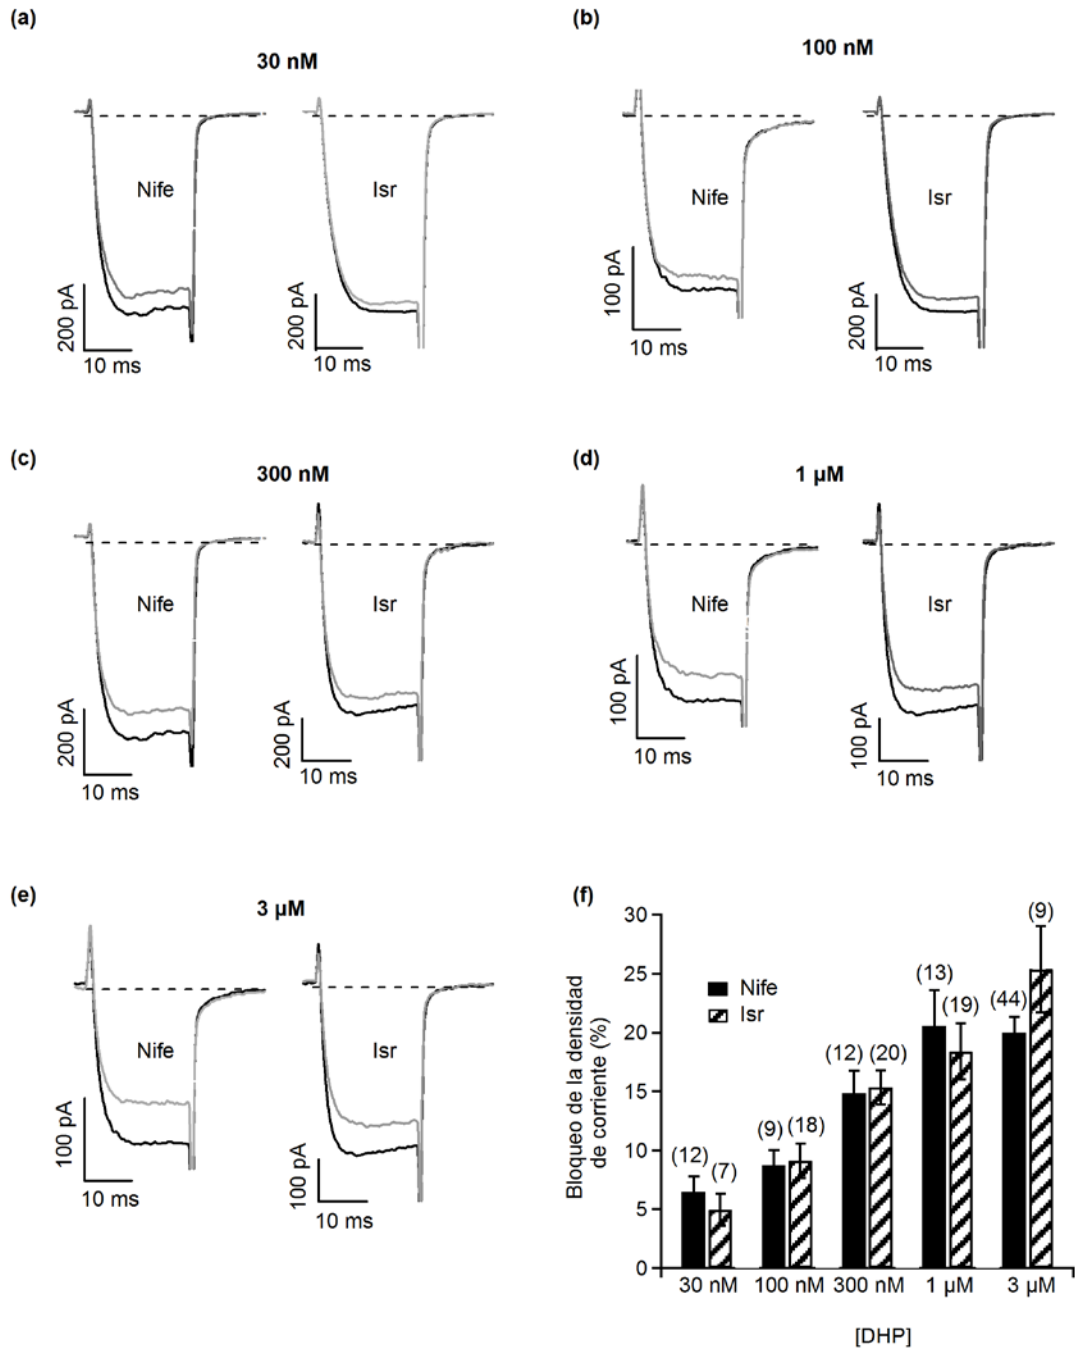 (a)
30 nM
Nife
Isr
200 pA
10 ms
200 pA
10 ms
(b)
100 nM
Nife
Isr
100 pA
10 ms
200 pA
10 ms
(c)
300 nM
Nife
Isr
200 pA
10 ms
200 pA
10 ms
(d)
1 µM
Nife
Isr
100 pA
10 ms
100 pA
10 ms
(e)
3 µM
Nife
Isr
100 pA
10 ms
100 pA
10 ms
(f)
Bloqueo de la densidad
de corriente (%)
30
25
20
15
10
5
0
Nife
Isr
(12)
(7)
(9)
(18)
(12)
(20)
(13)
(19)
(44)
(9)
30 nM
100 nM
300 nM
1 µM
3 µM
[DHP]